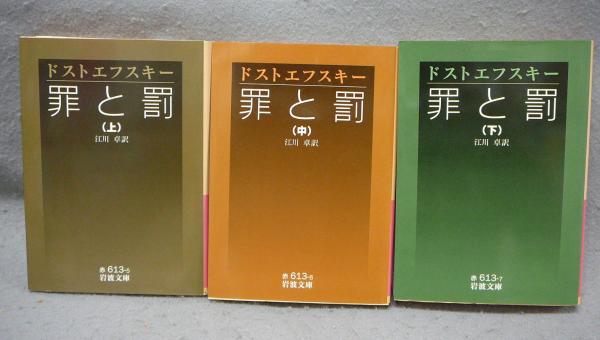 ドストエフスキー
罪と罰
(上)
江川 卓訳
赤 613-5
岩波文庫
ドストエフスキー
罪と罰
(中)
江川 卓訳
赤 613-6
岩波文庫
ドストエフスキー
罪と罰
(下)
江川 卓訳
赤 613-7
岩波文庫